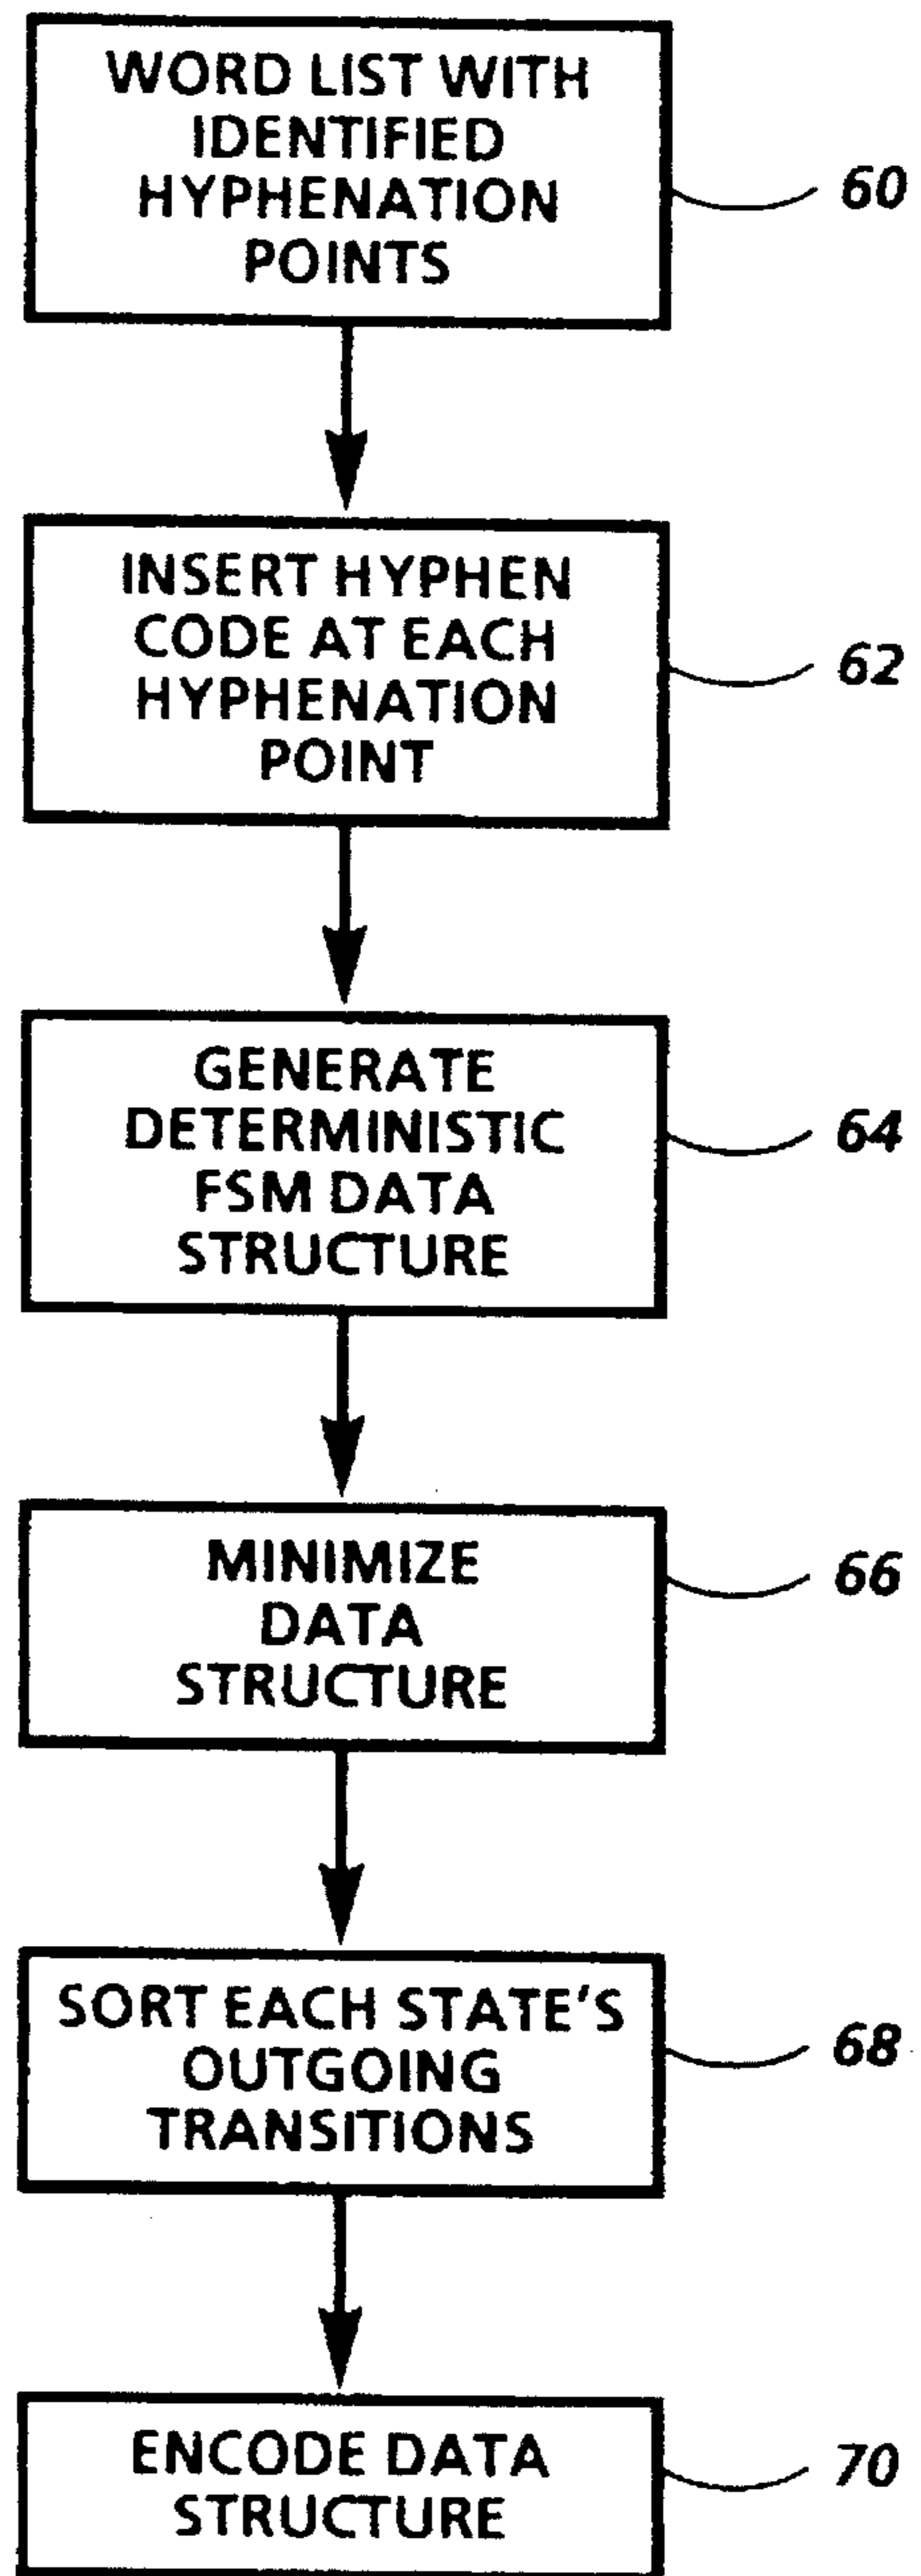 WORD LIST WITH
IDENTIFIED
HYPHENATION
POINTS
60
INSERT HYPHEN
CODE AT EACH
HYPHENATION
POINT
62
GENERATE
DETERMINISTIC
FSM DATA
STRUCTURE
64
MINIMIZE
DATA
STRUCTURE
66
SORT EACH STATE'S
OUTGOING
TRANSITIONS
68
ENCODE DATA
STRUCTURE
70